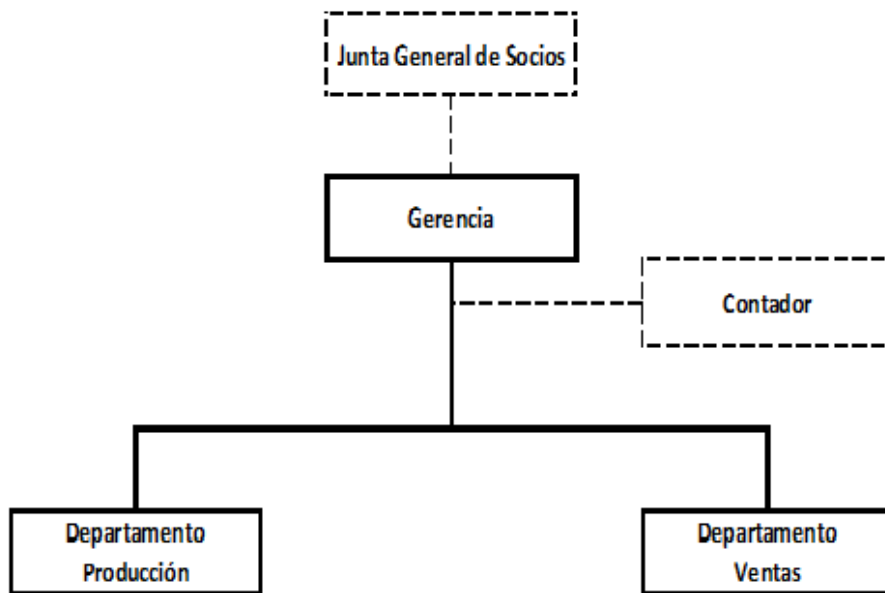 Junta General de Socios
Gerencia
Contador
Departamento
Producción
Departamento
Ventas